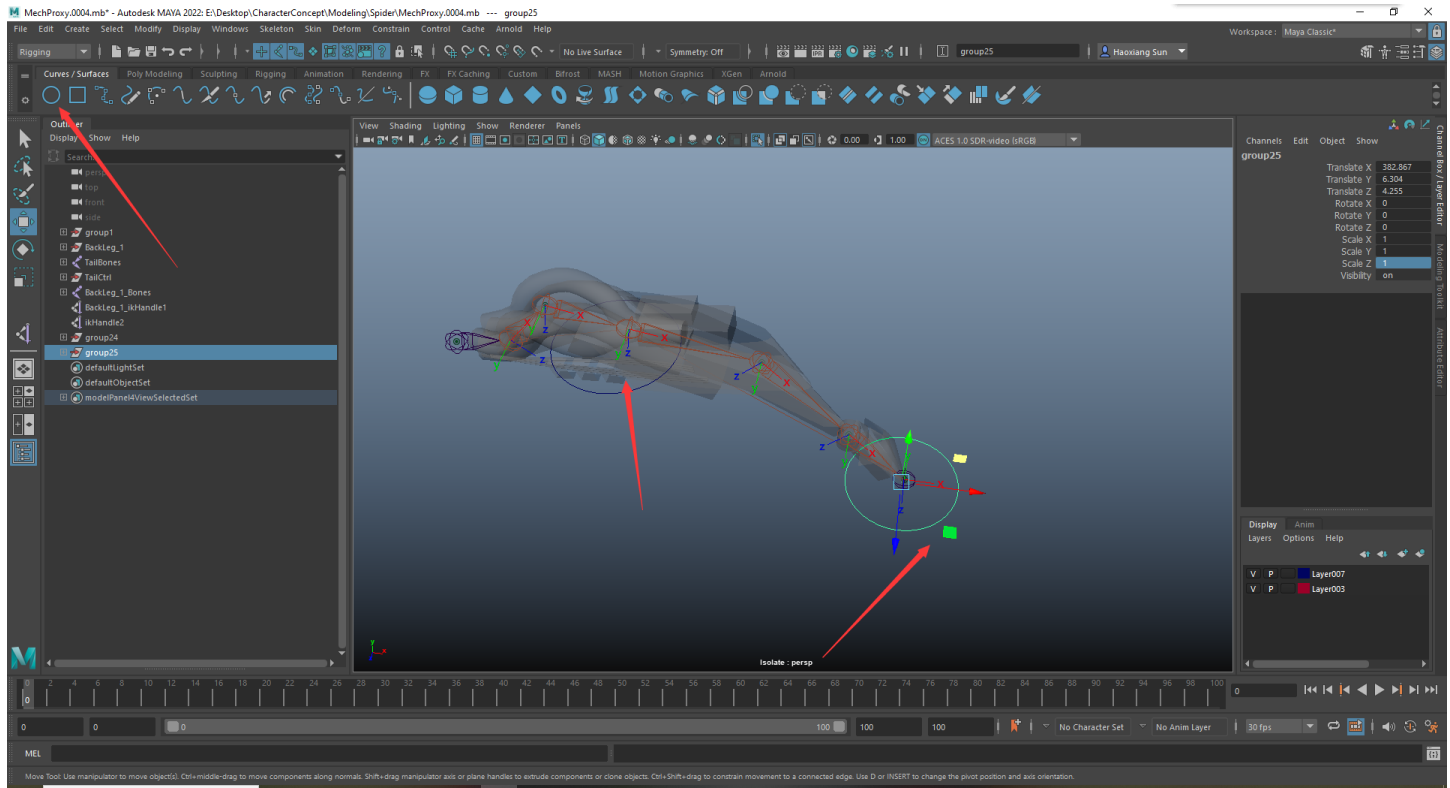 MechProxy.0004.mb* - Autodesk MAYA 2022: E:\Desktop\CharacterConcept\Modeling\Spider\MechProxy.0004.mb --- group25
File Edit Create Select Modify Display Windows Skeleton Skin Deform Constrain Control Cache Arnold Help
Workspace: Maya Classic*
Rigging No Live Surface Symmetry: Off group25 Haoxiang Sun
Curves / Surfaces Poly Modeling Sculpting Rigging Animation Rendering FX FX Caching Custom Bifrost MASH Motion Graphics XGen Arnold
Display Show Help
Search
persp
top
front
side
group1
BackLeg_1
TailBones
TailCtrl
BackLeg_1_Bones
BackLeg_1_ikHandle1
ikHandle2
group24
group25
defaultLightSet
defaultObjectSet
modelPanel4ViewSelectedSet
View Shading Lighting Show Renderer Panels
0.00 1.00 ACES 1.0 SDR-video (sRGB)
Isolate : persp
Channels Edit Object Show
group25
Translate X 382.867
Translate Y 6.304
Translate Z 4.255
Rotate X 0
Rotate Y 0
Rotate Z 0
Scale X 1
Scale Y 1
Scale Z 1
Visibility on
Channel Box / Layer Editor
Modeling Toolkit
Attribute Editor
Display Anim
Layers Options Help
V P Layer007
V P Layer003
0 2 4 6 8 10 12 14 16 18 20 22 24 26 28 30 32 34 36 38 40 42 44 46 48 50 52 54 56 58 60 62 64 66 68 70 72 74 76 78 80 82 84 86 88 90 92 94 96 98 100
0 0
0 0 0 100 100 100 No Character Set No Anim Layer 30 fps
MEL
Move Tool: Use manipulator to move object(s). Ctrl+middle-drag to move components along normals. Shift+drag manipulator axis or plane handles to extrude components or clone objects. Ctrl+Shift+drag to constrain movement to a connected edge. Use D or INSERT to change the pivot position and axis orientation.